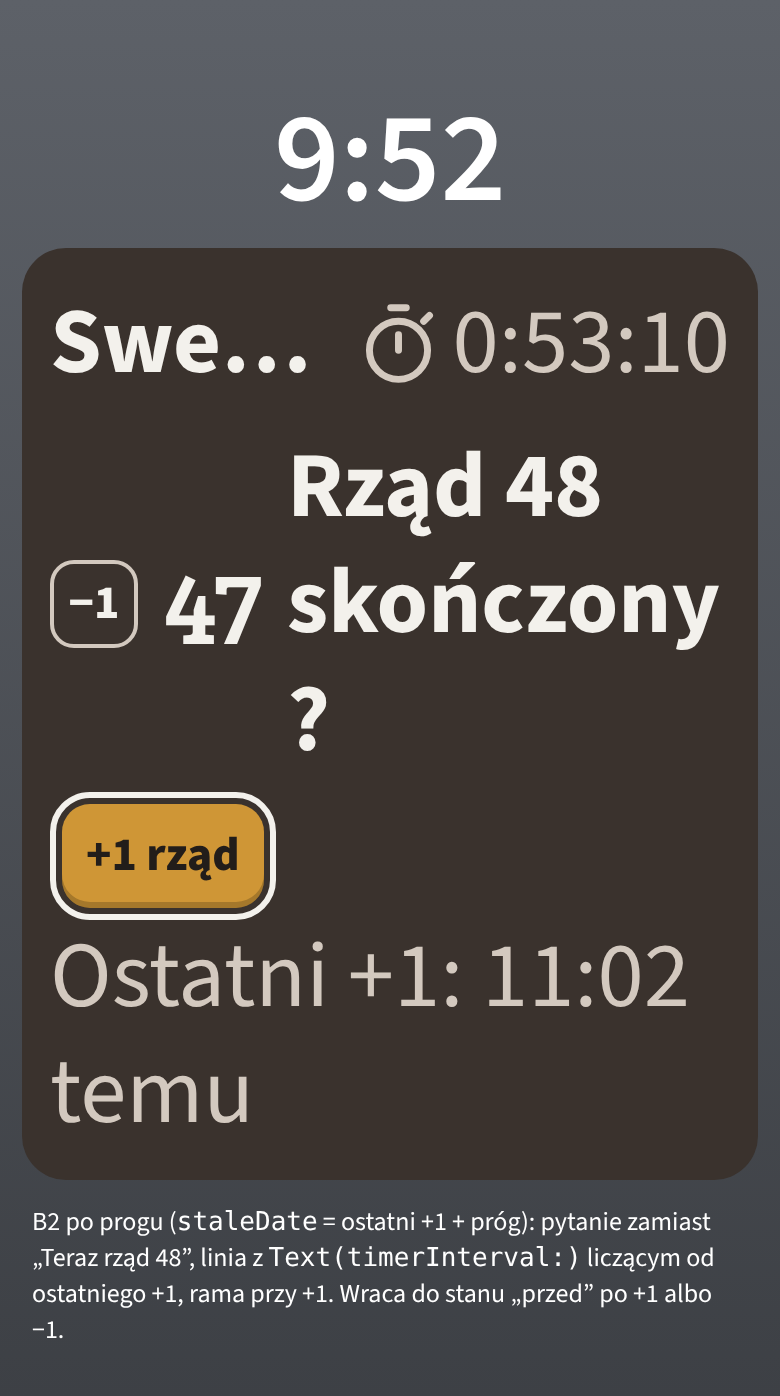 9:52
Swe... 0:53:10
Rząd 48
−1 47 skończony
?
+1 rząd
Ostatni +1: 11:02
temu
B2 po progu (staleDate = ostatni +1 + próg): pytanie zamiast
„Teraz rząd 48”, linia z Text(timerInterval:) liczącym od
ostatniego +1, rama przy +1. Wraca do stanu „przed” po +1 albo
−1.